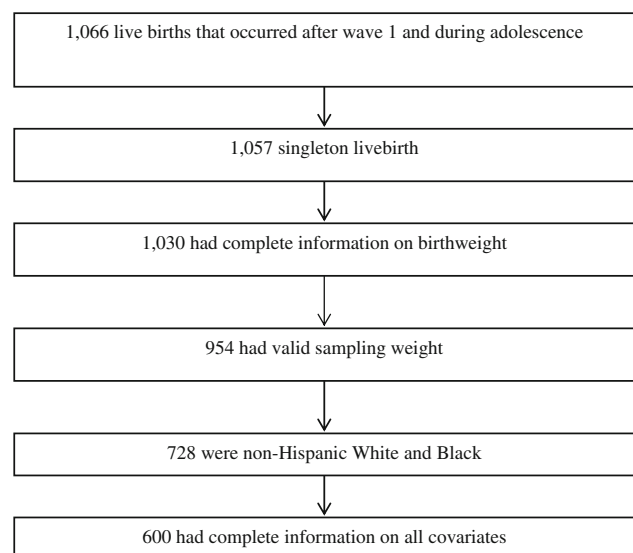 1,066 live births that occurred after wave 1 and during adolescence
1,057 singleton livebirth
1,030 had complete information on birthweight
954 had valid sampling weight
728 were non-Hispanic White and Black
600 had complete information on all covariates